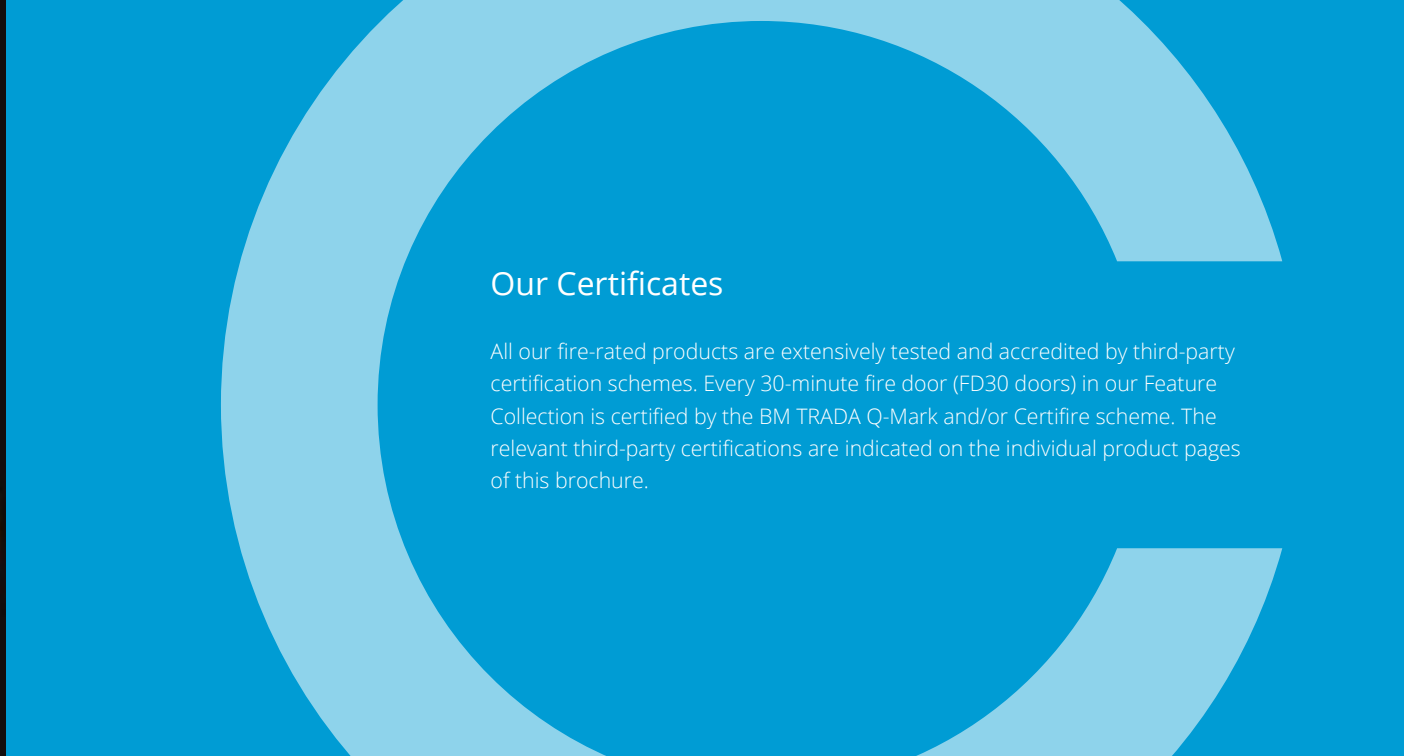 Our Certificates
All our fire-rated products are extensively tested and accredited by third-party
certification schemes. Every 30-minute fire door (FD30 doors) in our Feature
Collection is certified by the BM TRADA Q-Mark and/or Certifire scheme. The
relevant third-party certifications are indicated on the individual product pages
of this brochure.